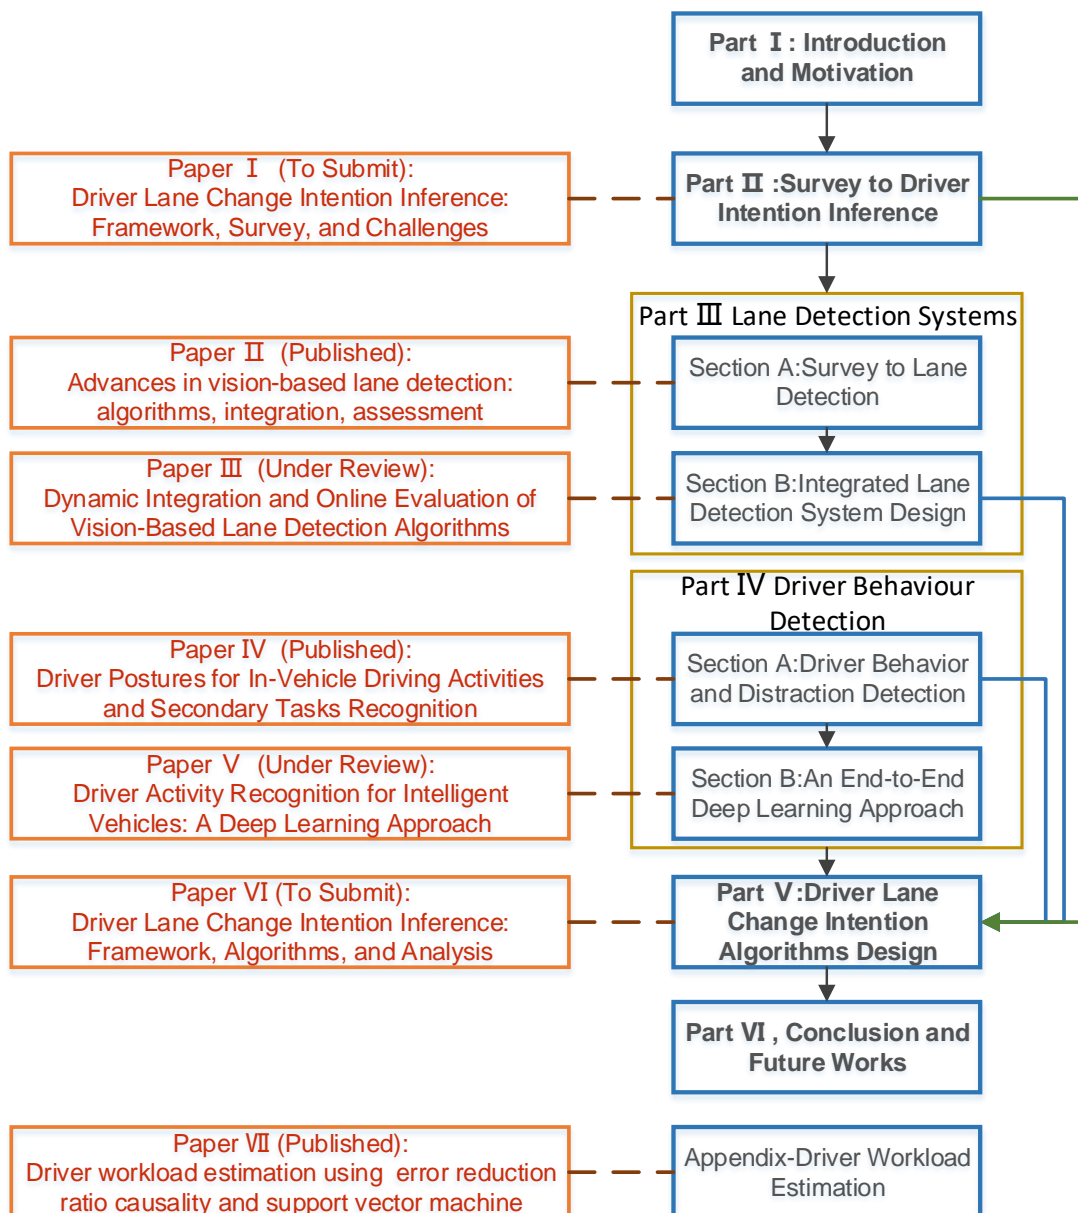 Part Ⅰ: Introduction
and Motivation
Paper Ⅰ (To Submit):
Driver Lane Change Intention Inference:
Framework, Survey, and Challenges
Part Ⅱ :Survey to Driver
Intention Inference
Part Ⅲ Lane Detection Systems
Paper Ⅱ (Published):
Advances in vision-based lane detection:
algorithms, integration, assessment
Section A:Survey to Lane
Detection
Paper Ⅲ (Under Review):
Dynamic Integration and Online Evaluation of
Vision-Based Lane Detection Algorithms
Section B:Integrated Lane
Detection System Design
Part Ⅳ Driver Behaviour
Detection
Paper Ⅳ (Published):
Driver Postures for In-Vehicle Driving Activities
and Secondary Tasks Recognition
Section A:Driver Behavior
and Distraction Detection
Paper Ⅴ (Under Review):
Driver Activity Recognition for Intelligent
Vehicles: A Deep Learning Approach
Section B:An End-to-End
Deep Learning Approach
Paper Ⅵ (To Submit):
Driver Lane Change Intention Inference:
Framework, Algorithms, and Analysis
Part Ⅴ:Driver Lane
Change Intention
Algorithms Design
Part Ⅵ , Conclusion and
Future Works
Paper Ⅶ (Published):
Driver workload estimation using error reduction
ratio causality and support vector machine
Appendix-Driver Workload
Estimation